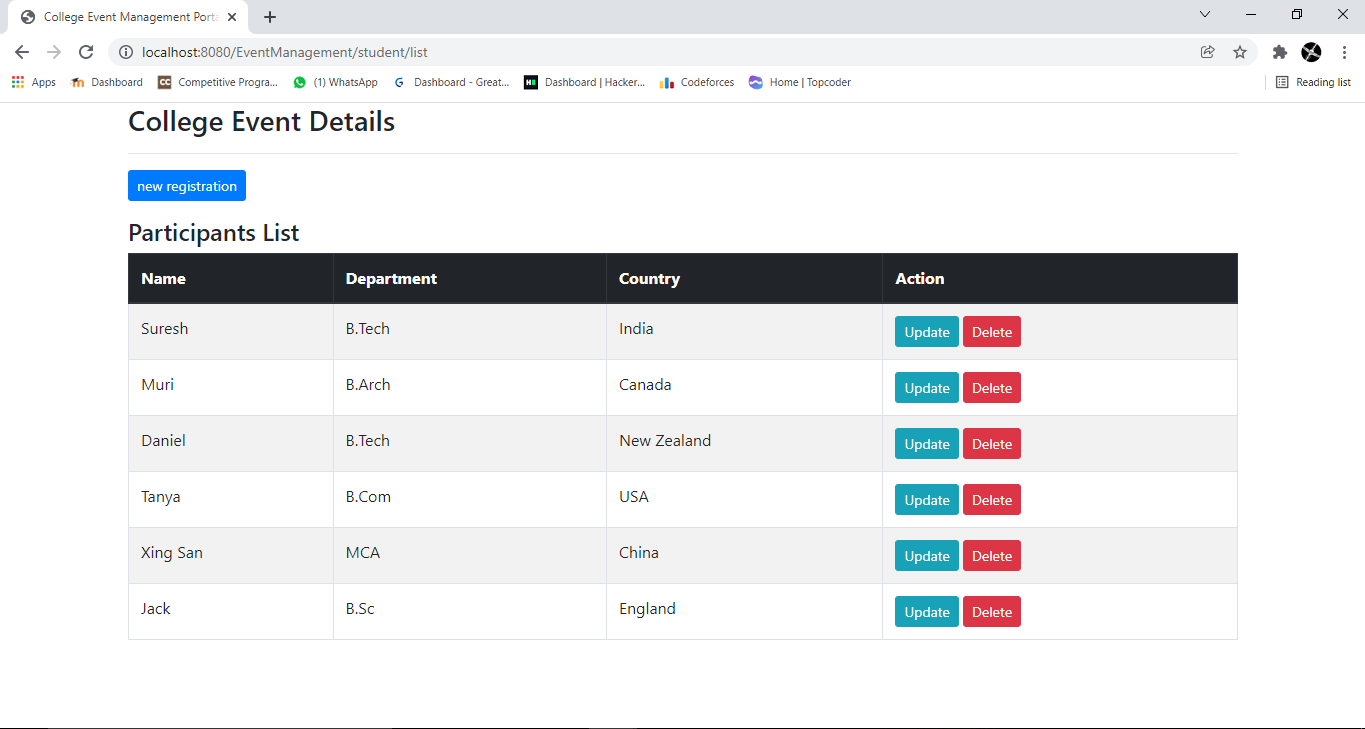 College Event Management Porta
localhost:8080/EventManagement/student/list
Apps Dashboard CC Competitive Progra... (1) WhatsApp G Dashboard - Great... Dashboard | Hacker... Codeforces Home | Topcoder Reading list
College Event Details
new registration
Participants List
Name Department Country Action
Suresh B.Tech India Update Delete
Muri B.Arch Canada Update Delete
Daniel B.Tech New Zealand Update Delete
Tanya B.Com USA Update Delete
Xing San MCA China Update Delete
Jack B.Sc England Update Delete